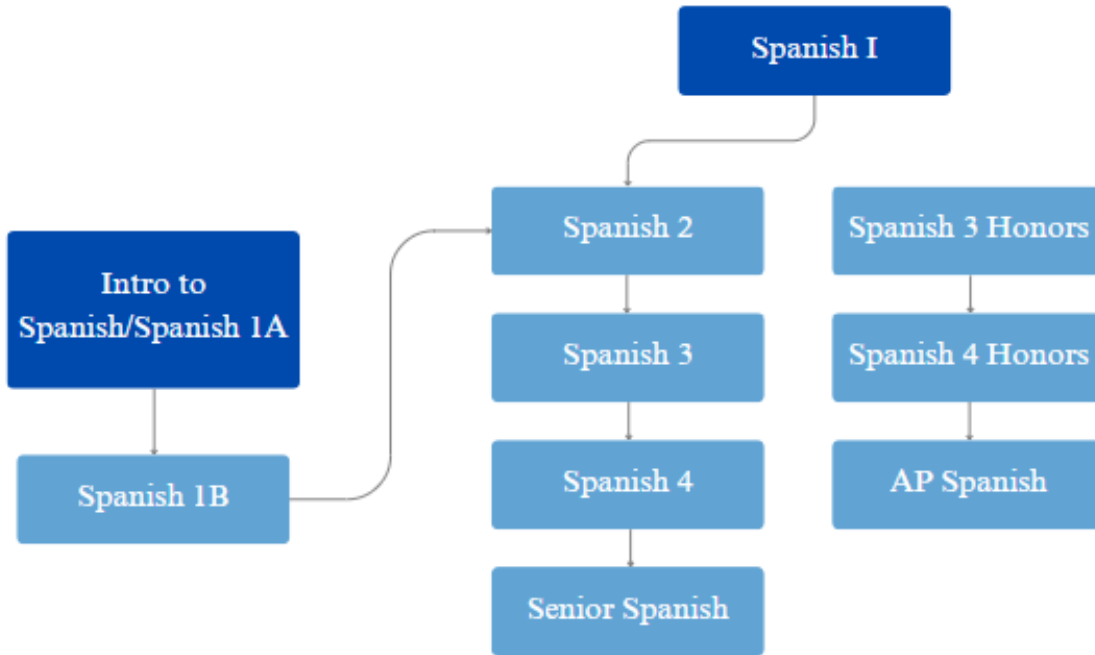 Spanish I
Spanish 2
Spanish 3 Honors
Intro to
Spanish/Spanish 1A
Spanish 3
Spanish 4 Honors
Spanish 1B
Spanish 4
AP Spanish
Senior Spanish